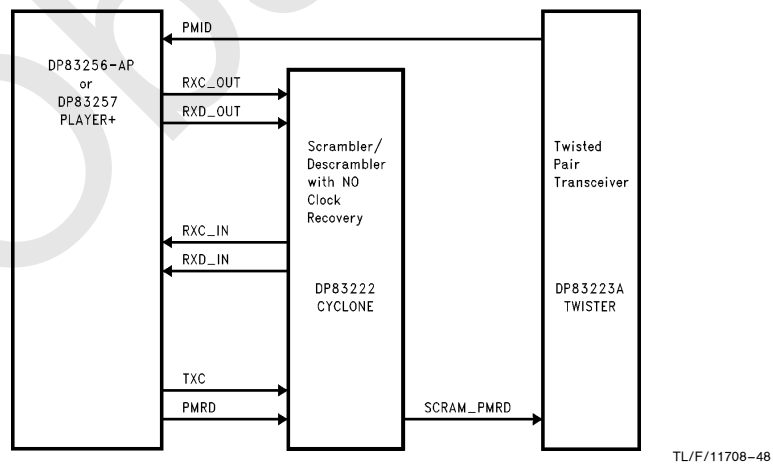 PMID
DP83256-AP
or
DP83257
PLAYER+
RXC_OUT
RXD_OUT
Scrambler/
Descrambler
with NO
Clock
Recovery
Twisted
Pair
Transceiver
RXC_IN
RXD_IN
DP83222
CYCLONE
DP83223A
TWISTER
TXC
PMRD
SCRAM_PMRD
TL/F/11708–48